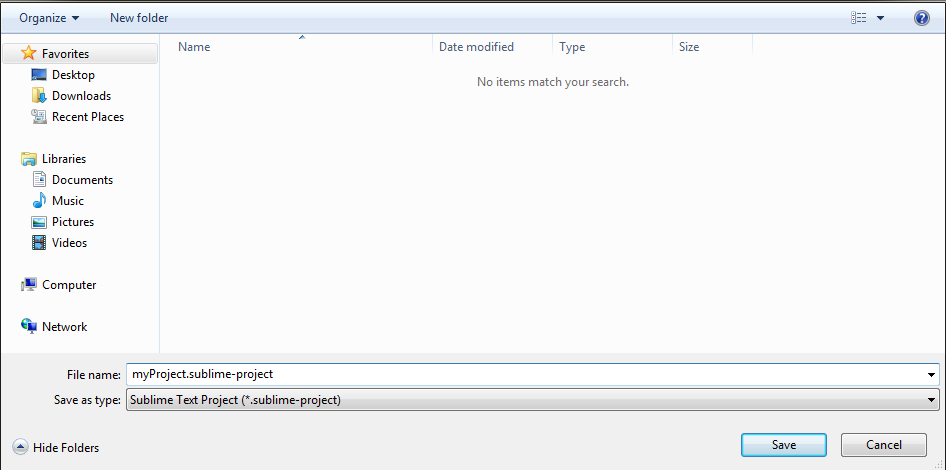 Organize New folder
Name Date modified Type Size
No items match your search.
Favorites
Desktop
Downloads
Recent Places
Libraries
Documents
Music
Pictures
Videos
Computer
Network
File name: myProject.sublime-project
Save as type: Sublime Text Project (*.sublime-project)
Hide Folders Save Cancel